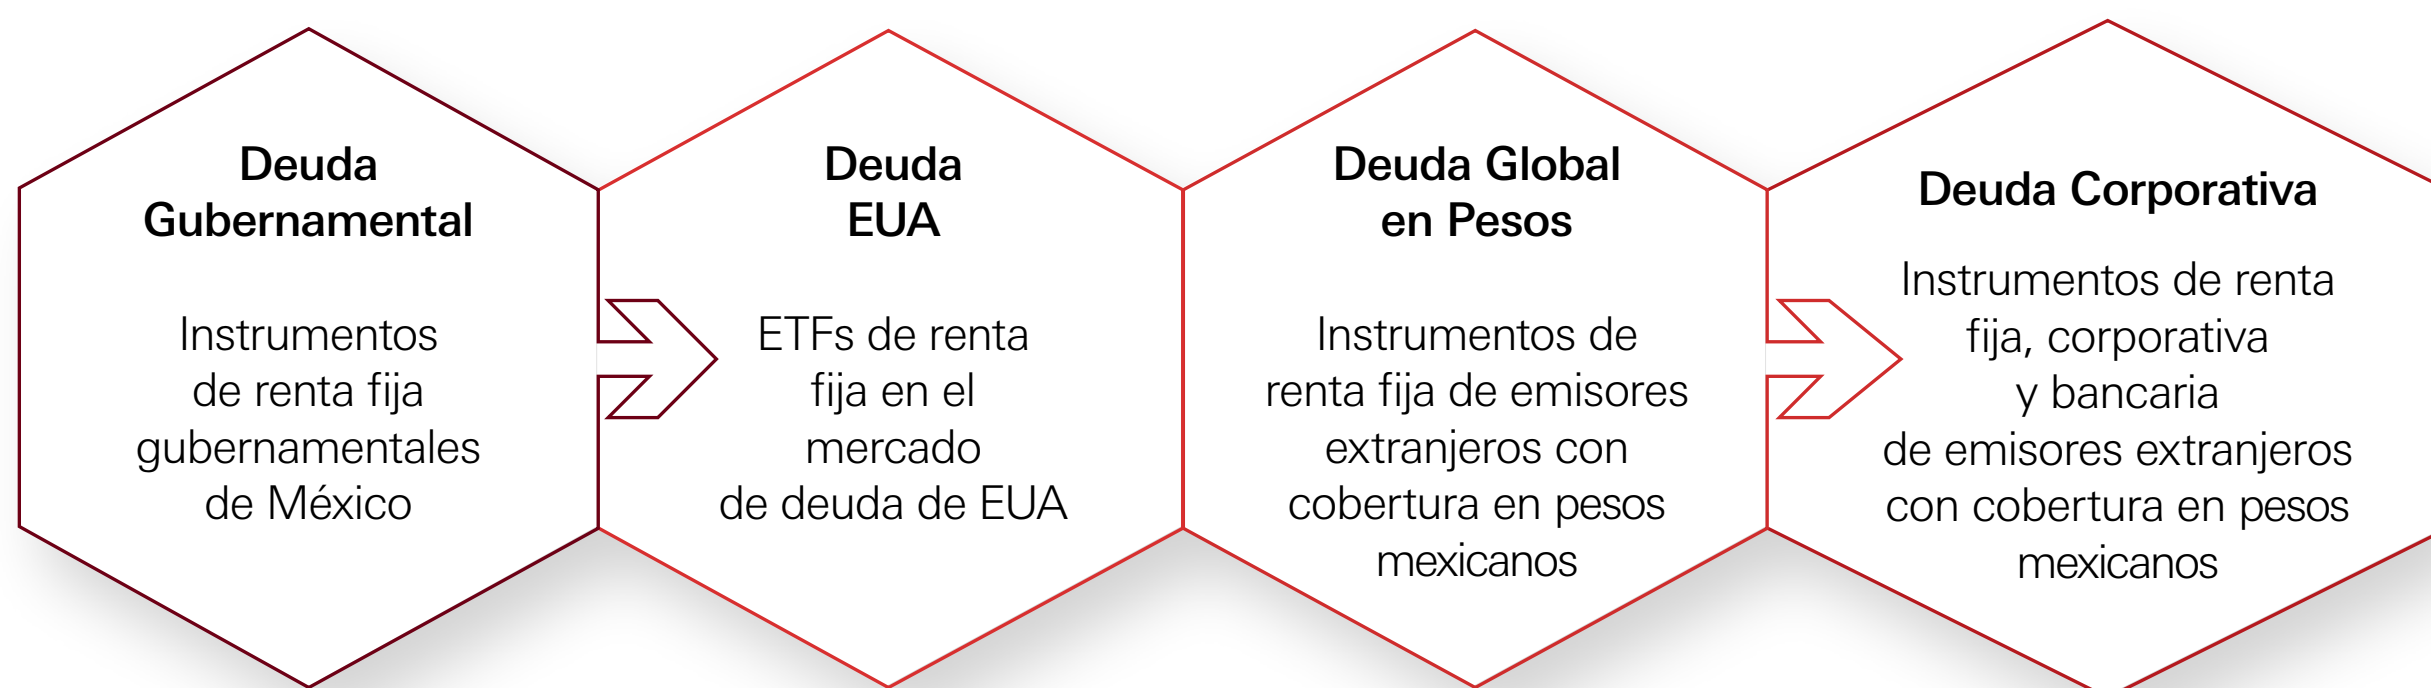 Deuda
Gubernamental
Instrumentos
de renta fija
gubernamentales
de México
Deuda
EUA
ETFs de renta
fija en el
mercado
de deuda de EUA
Deuda Global
en Pesos
Instrumentos de
renta fija de emisores
extranjeros con
cobertura en pesos
mexicanos
Deuda Corporativa
Instrumentos de renta
fija, corporativa
y bancaria
de emisores extranjeros
con cobertura en pesos
mexicanos